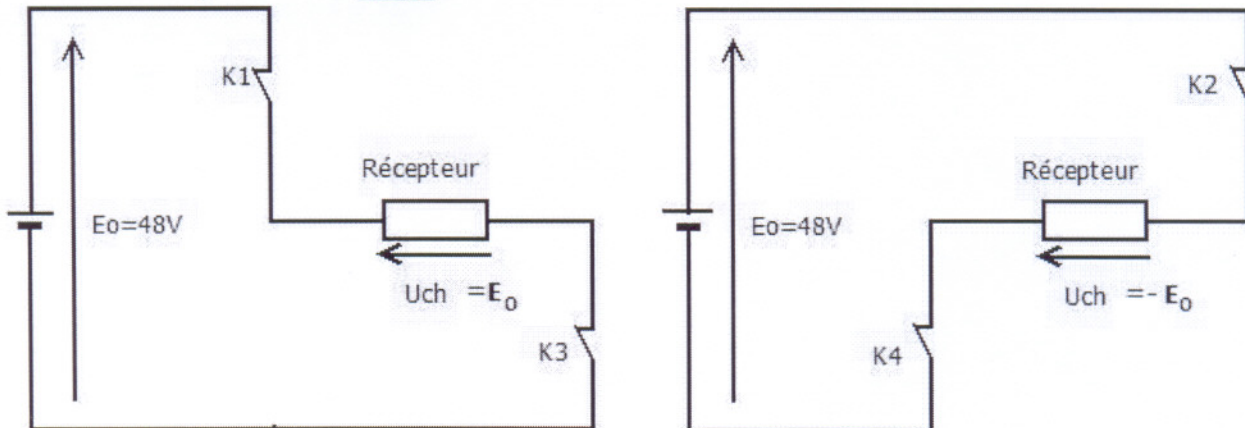 K1
Récepteur
Eo=48V
Uch =E₀
K3
K2
Récepteur
Eo=48V
Uch =- E₀
K4